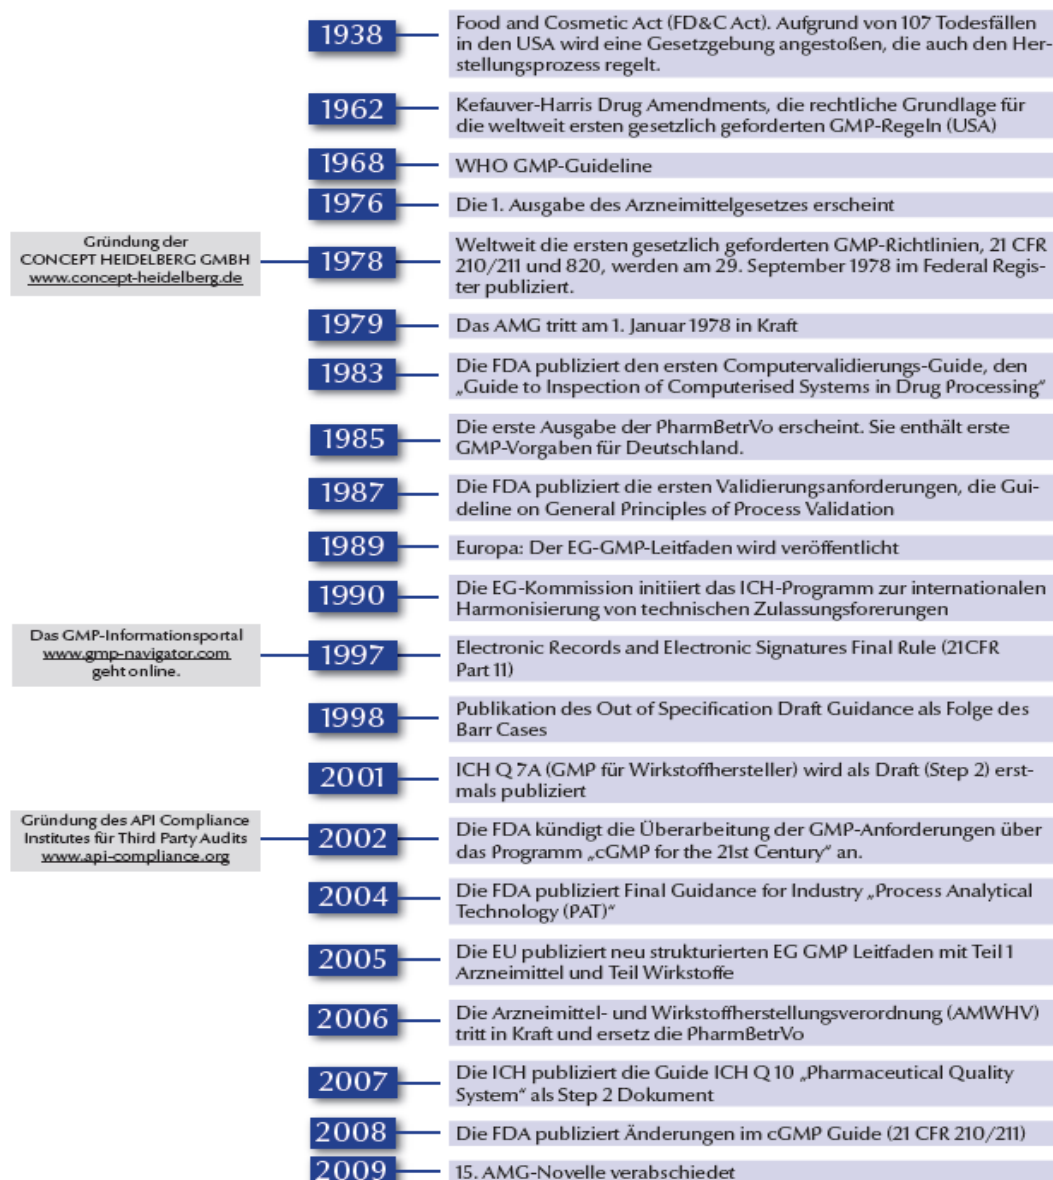 1938
Food and Cosmetic Act (FD&C Act). Aufgrund von 107 Todesfällen
in den USA wird eine Gesetzgebung angestoßen, die auch den Her-
stellungsprozess regelt.
1962
Kefauver-Harris Drug Amendments, die rechtliche Grundlage für
die weltweit ersten gesetzlich geforderten GMP-Regeln (USA)
1968
WHO GMP-Guideline
1976
Die 1. Ausgabe des Arzneimittelgesetzes erscheint
Gründung der
CONCEPT HEIDELBERG GMBH
www.concept-heidelberg.de
1978
Weltweit die ersten gesetzlich geforderten GMP-Richtlinien, 21 CFR
210/211 und 820, werden am 29. September 1978 im Federal Regis-
ter publiziert.
1979
Das AMG tritt am 1. Januar 1978 in Kraft
1983
Die FDA publiziert den ersten Computervalidierungs-Guide, den
„Guide to Inspection of Computerised Systems in Drug Processing“
1985
Die erste Ausgabe der PharmBetrVo erscheint. Sie enthält erste
GMP-Vorgaben für Deutschland.
1987
Die FDA publiziert die ersten Validierungsanforderungen, die Gui-
deline on General Principles of Process Validation
1989
Europa: Der EG-GMP-Leitfaden wird veröffentlicht
1990
Die EG-Kommission initiiert das ICH-Programm zur internationalen
Harmonisierung von technischen Zulassungsforerungen
Das GMP-Informationsportal
www.gmp-navigator.com
geht online.
1997
Electronic Records and Electronic Signatures Final Rule (21CFR
Part 11)
1998
Publikation des Out of Specification Draft Guidance als Folge des
Barr Cases
2001
ICH Q 7A (GMP für Wirkstoffhersteller) wird als Draft (Step 2) erst-
mals publiziert
Gründung des API Compliance
Institutes für Third Party Audits
www.api-compliance.org
2002
Die FDA kündigt die Überarbeitung der GMP-Anforderungen über
das Programm „cGMP for the 21st Century“ an.
2004
Die FDA publiziert Final Guidance for Industry „Process Analytical
Technology (PAT)“
2005
Die EU publiziert neu strukturierten EG GMP Leitfaden mit Teil 1
Arzneimittel und Teil Wirkstoffe
2006
Die Arzneimittel- und Wirkstoffherstellungsverordnung (AMWHV)
tritt in Kraft und ersetz die PharmBetrVo
2007
Die ICH publiziert die Guide ICH Q 10 „Pharmaceutical Quality
System“ als Step 2 Dokument
2008
Die FDA publiziert Änderungen im cGMP Guide (21 CFR 210/211)
2009
15. AMG-Novelle verabschiedet